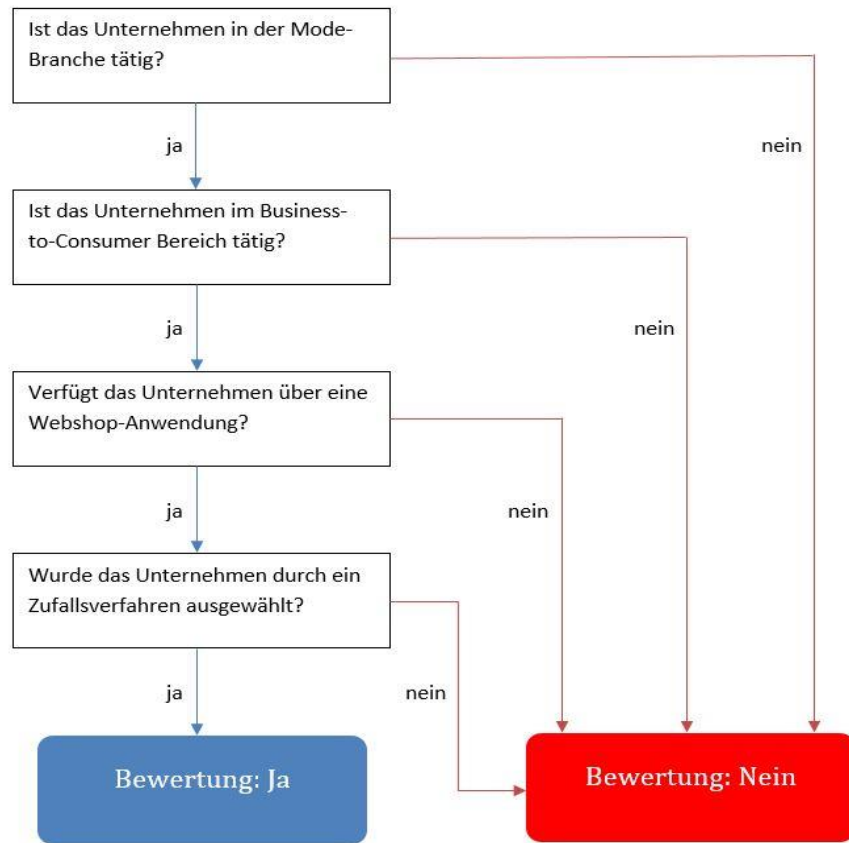 Ist das Unternehmen in der Mode-
Branche tätig?
ja
nein
Ist das Unternehmen im Business-
to-Consumer Bereich tätig?
ja
nein
Verfügt das Unternehmen über eine
Webshop-Anwendung?
ja
nein
Wurde das Unternehmen durch ein
Zufallsverfahren ausgewählt?
ja
nein
Bewertung: Ja
Bewertung: Nein